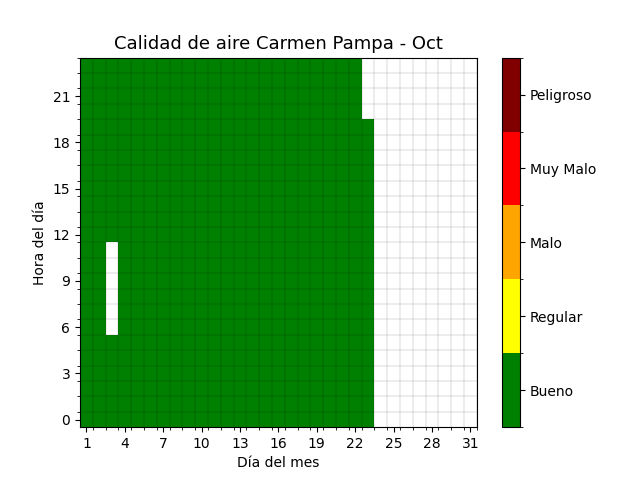 Calidad de aire Carmen Pampa - Oct
Hora del día
21
18
15
12
9
6
3
0
1 4 7 10 13 16 19 22 25 28 31
Día del mes
Peligroso
Muy Malo
Malo
Regular
Bueno